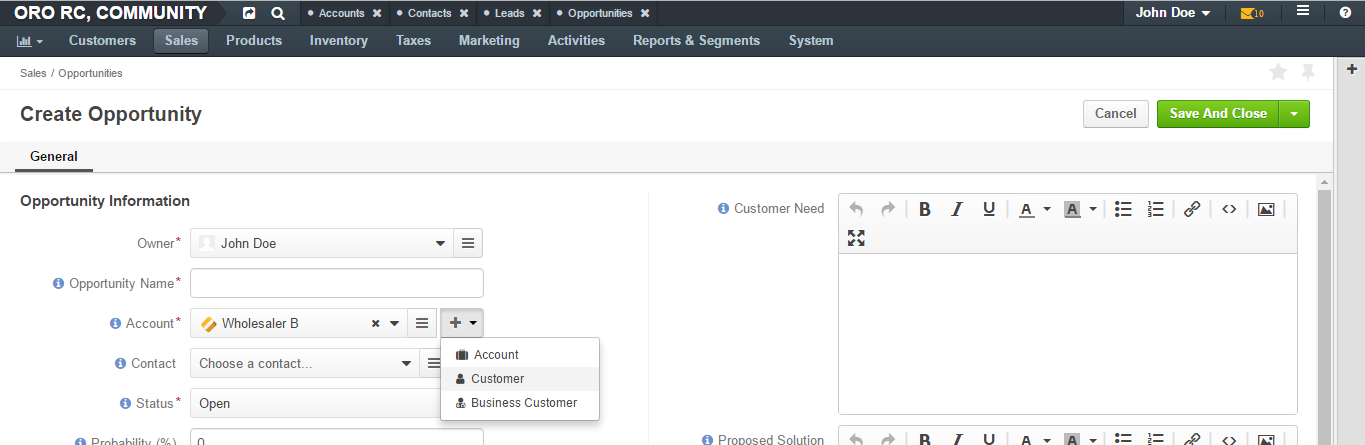 ORO RC, COMMUNITY Accounts Contacts Leads Opportunities John Doe 10
Customers Sales Products Inventory Taxes Marketing Activities Reports & Segments System
Sales / Opportunities
Create Opportunity
Cancel Save And Close
General
Opportunity Information
Owner* John Doe
Opportunity Name*
Account* Wholesaler B
Contact Choose a contact...
Status* Open
Probability (%) 0
Account
Customer
Business Customer
Customer Need
Proposed Solution